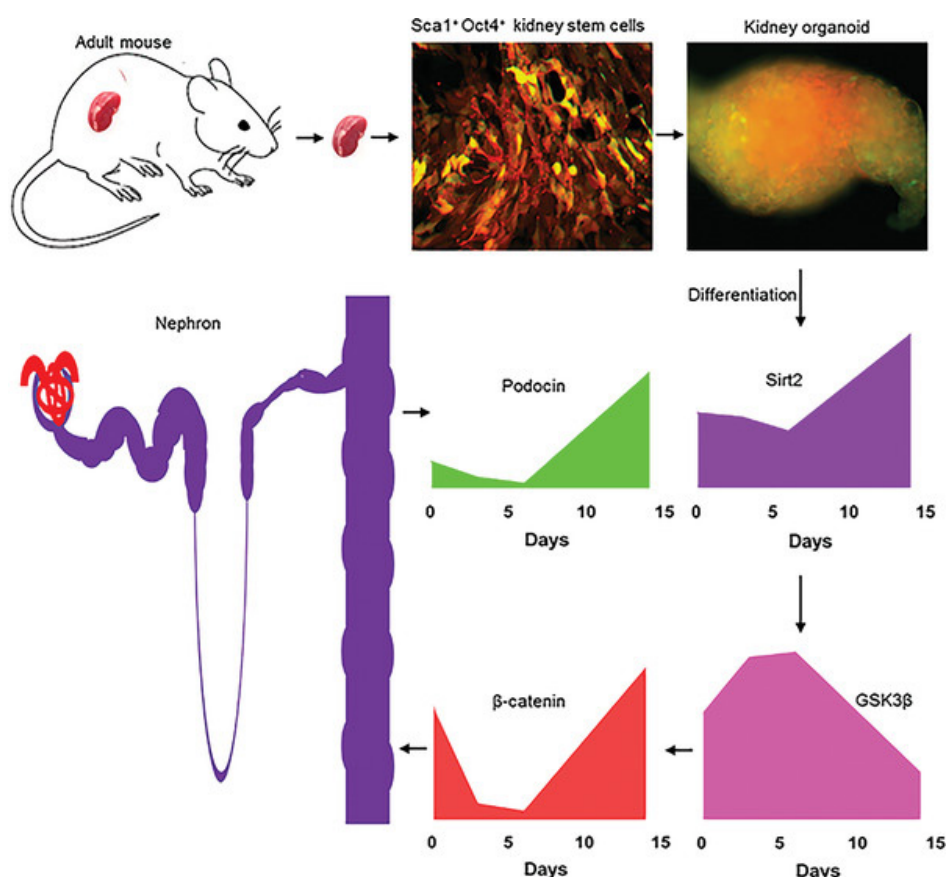 Adult mouse
Sca1⁺ Oct4⁺ kidney stem cells
Kidney organoid
Differentiation
Nephron
Podocin
Sirt2
0 5 10 15
Days
0 5 10 15
Days
β-catenin
GSK3β
0 5 10 15
Days
0 5 10 15
Days